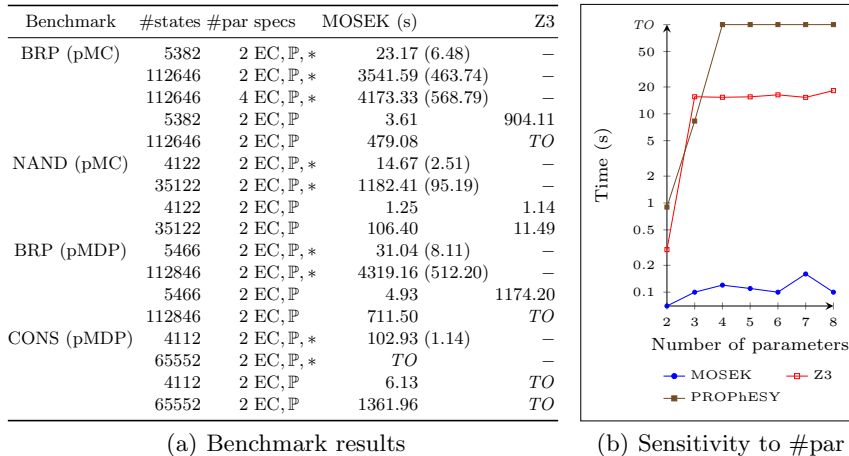 Benchmark #states #par specs MOSEK (s) Z3
BRP (pMC) 5382 2 EC, ℙ, ∗ 23.17 (6.48) −
112646 2 EC, ℙ, ∗ 3541.59 (463.74) −
112646 4 EC, ℙ, ∗ 4173.33 (568.79) −
5382 2 EC, ℙ 3.61 904.11
112646 2 EC, ℙ 479.08 TO
NAND (pMC) 4122 2 EC, ℙ, ∗ 14.67 (2.51) −
35122 2 EC, ℙ, ∗ 1182.41 (95.19) −
4122 2 EC, ℙ 1.25 1.14
35122 2 EC, ℙ 106.40 11.49
BRP (pMDP) 5466 2 EC, ℙ, ∗ 31.04 (8.11) −
112846 2 EC, ℙ, ∗ 4319.16 (512.20) −
5466 2 EC, ℙ 4.93 1174.20
112846 2 EC, ℙ 711.50 TO
CONS (pMDP) 4112 2 EC, ℙ, ∗ 102.93 (1.14) −
65552 2 EC, ℙ, ∗ TO −
4112 2 EC, ℙ 6.13 TO
65552 2 EC, ℙ 1361.96 TO
(a) Benchmark results
TO
50
20
10
5
2
1
0.5
0.2
0.1
Time (s)
2 3 4 5 6 7 8
Number of parameters
MOSEK Z3
PROPhESY
(b) Sensitivity to #par